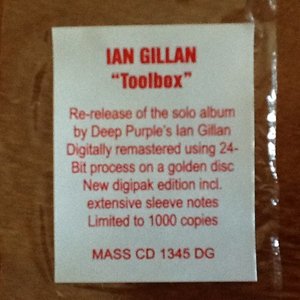 IAN GILLAN
“Toolbox”
Re-release of the solo album
by Deep Purple's Ian Gillan
Digitally remastered using 24-
Bit process on a golden disc
New digipak edition incl.
extensive sleeve notes
Limited to 1000 copies
MASS CD 1345 DG